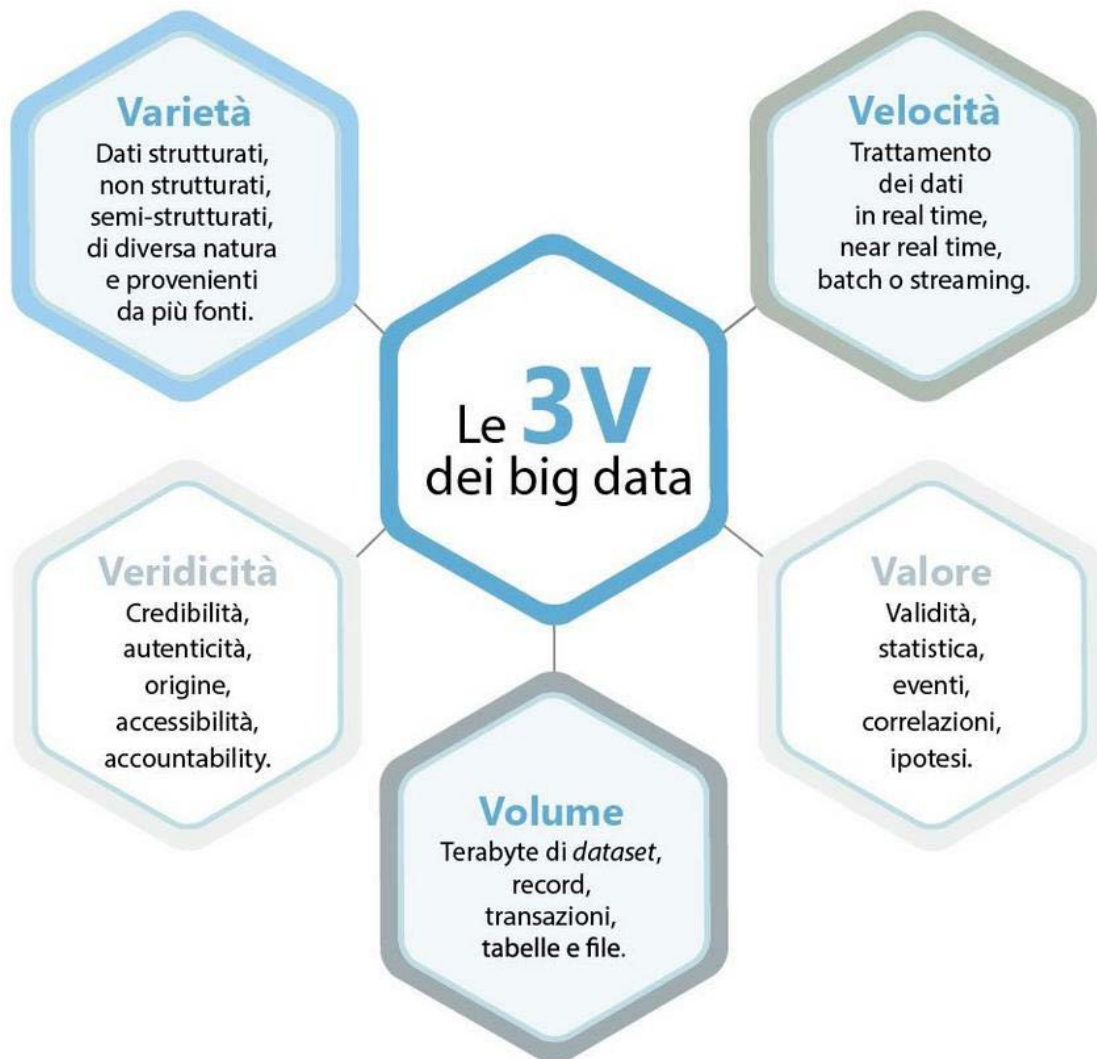 Varietà
Dati strutturati,
non strutturati,
semi-strutturati,
di diversa natura
e provenienti
da più fonti.
Velocità
Trattamento
dei dati
in real time,
near real time,
batch o streaming.
Le 3V
dei big data
Veridicità
Credibilità,
autenticità,
origine,
accessibilità,
accountability.
Valore
Validità,
statistica,
eventi,
correlazioni,
ipotesi.
Volume
Terabyte di dataset,
record,
transazioni,
tabelle e file.